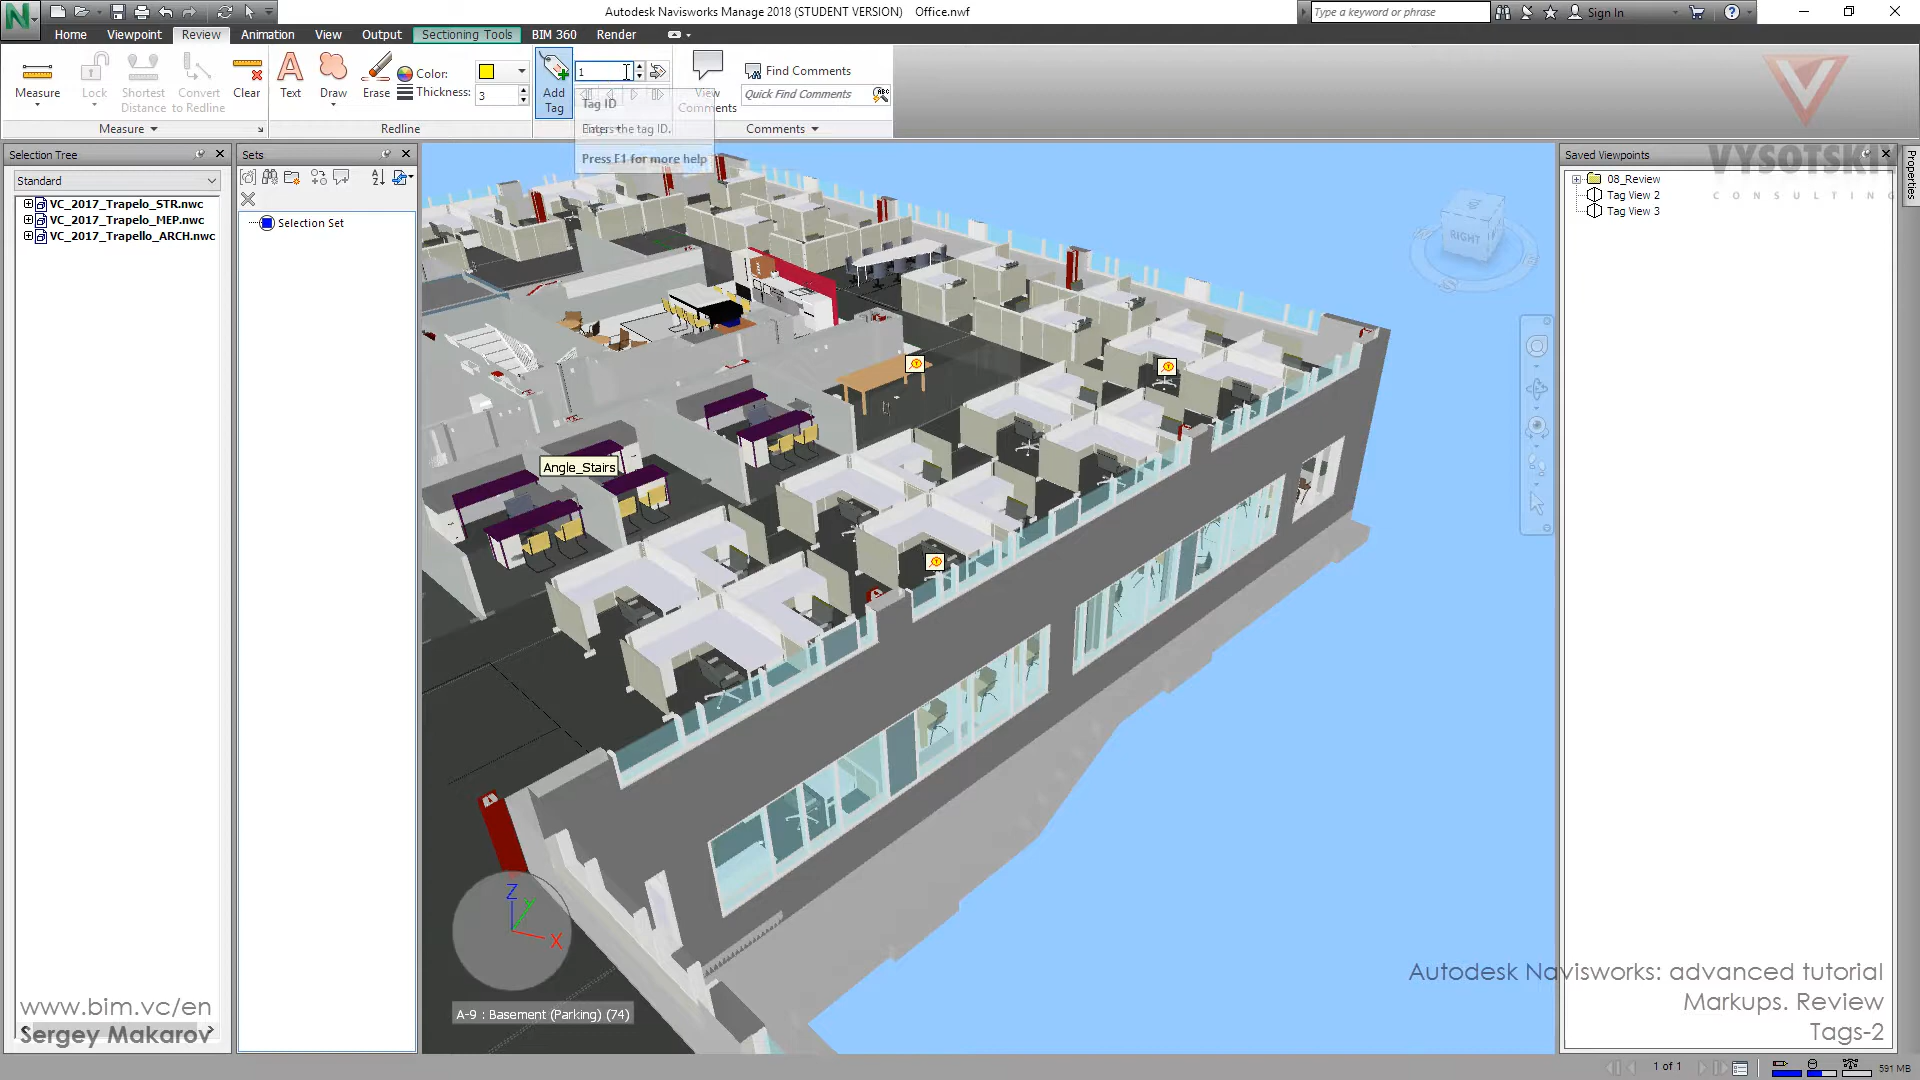 Autodesk Navisworks Manage 2018 (STUDENT VERSION) Office.nwf
Type a keyword or phrase
Sign In
Home Viewpoint Review Animation View Output Sectioning Tools BIM 360 Render
Measure
Lock
Shortest
Distance
Convert
to Redline
Clear
Text
Draw
Erase
Color:
Thickness: 3
Add
Tag
1
View
Comments
Find Comments
Quick Find Comments
Measure
Redline
Comments
Tag ID
Enters the tag ID.
Press F1 for more help
Selection Tree
Standard
VC_2017_Trapelo_STR.nwc
VC_2017_Trapelo_MEP.nwc
VC_2017_Trapello_ARCH.nwc
Sets
Selection Set
Angle_Stairs
RIGHT
Z
Y
X
A-9 : Basement (Parking) (74)
Saved Viewpoints
08_Review
Tag View 2
Tag View 3
Properties
VYSOTSKIY
CONSULTING
www.bim.vc/en
Sergey Makarov
Autodesk Navisworks: advanced tutorial
Markups. Review
Tags-2
1 of 1
591 MB